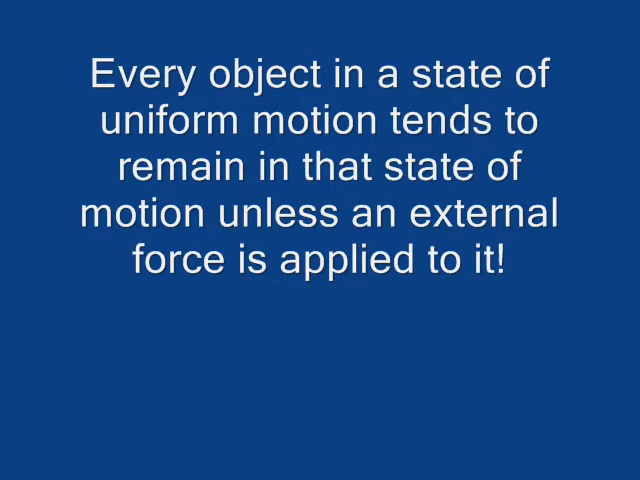 Every object in a state of
uniform motion tends to
remain in that state of
motion unless an external
force is applied to it!